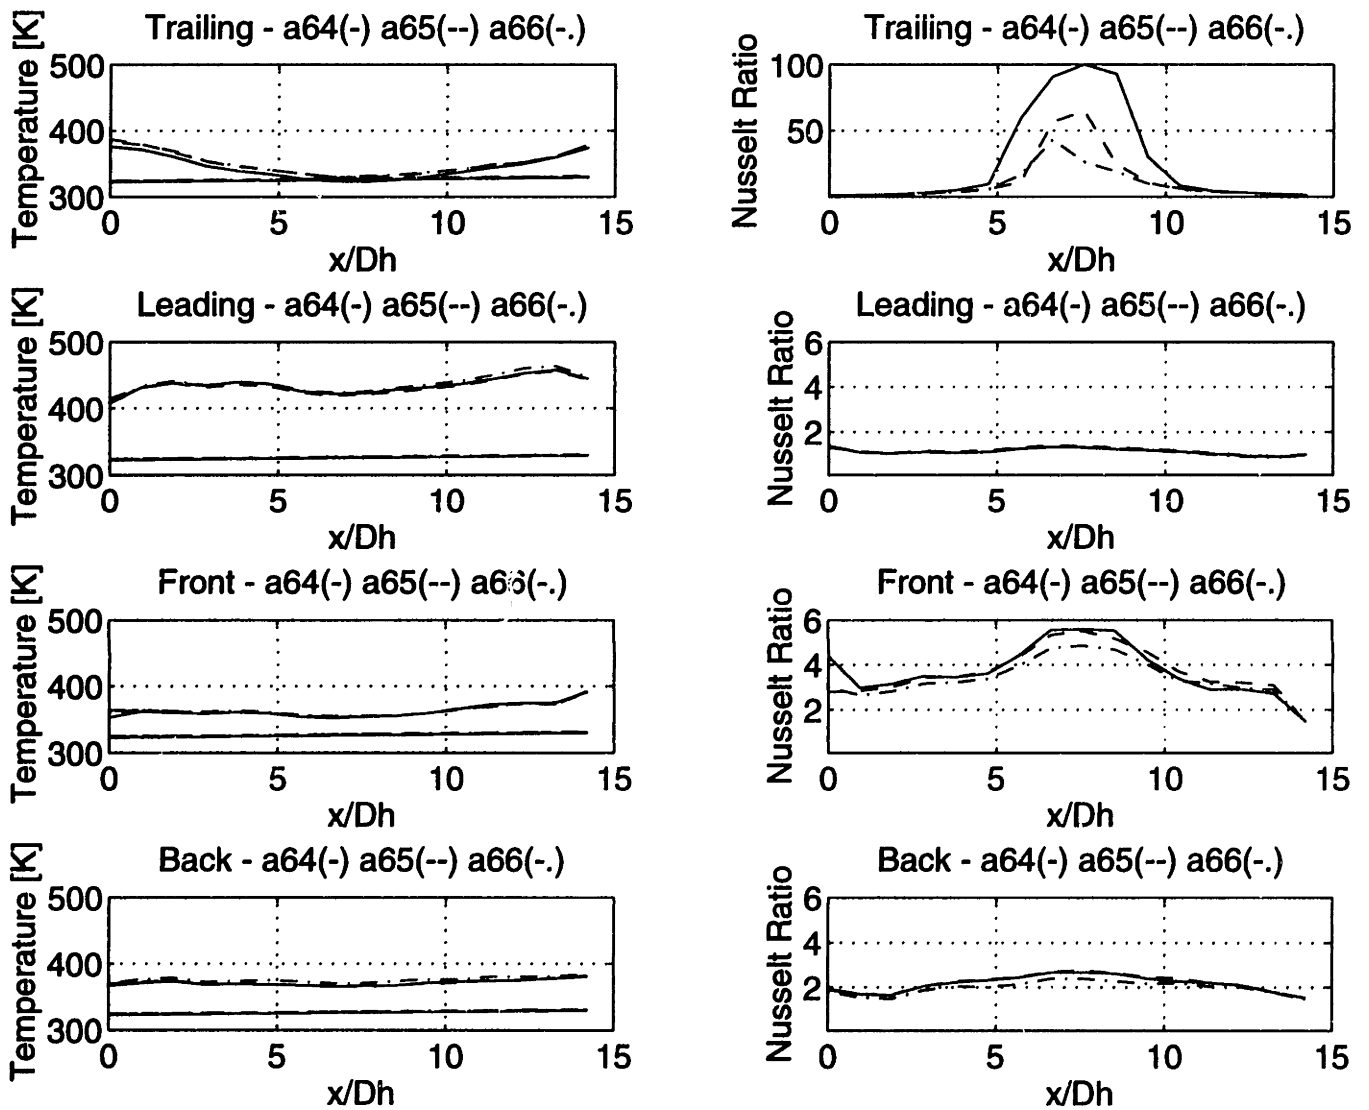 Trailing - a64(-) a65(--) a66(-.)
Temperature [K]
500
400
300
0 5 10 15
x/Dh
Trailing - a64(-) a65(--) a66(-.)
Nusselt Ratio
100
50
0 5 10 15
x/Dh
Leading - a64(-) a65(--) a66(-.)
Temperature [K]
500
400
300
0 5 10 15
x/Dh
Leading - a64(-) a65(--) a66(-.)
Nusselt Ratio
6
4
2
0 5 10 15
x/Dh
Front - a64(-) a65(--) a66(-.)
Temperature [K]
500
400
300
0 5 10 15
x/Dh
Front - a64(-) a65(--) a66(-.)
Nusselt Ratio
6
4
2
0 5 10 15
x/Dh
Back - a64(-) a65(--) a66(-.)
Temperature [K]
500
400
300
0 5 10 15
x/Dh
Back - a64(-) a65(--) a66(-.)
Nusselt Ratio
6
4
2
0 5 10 15
x/Dh